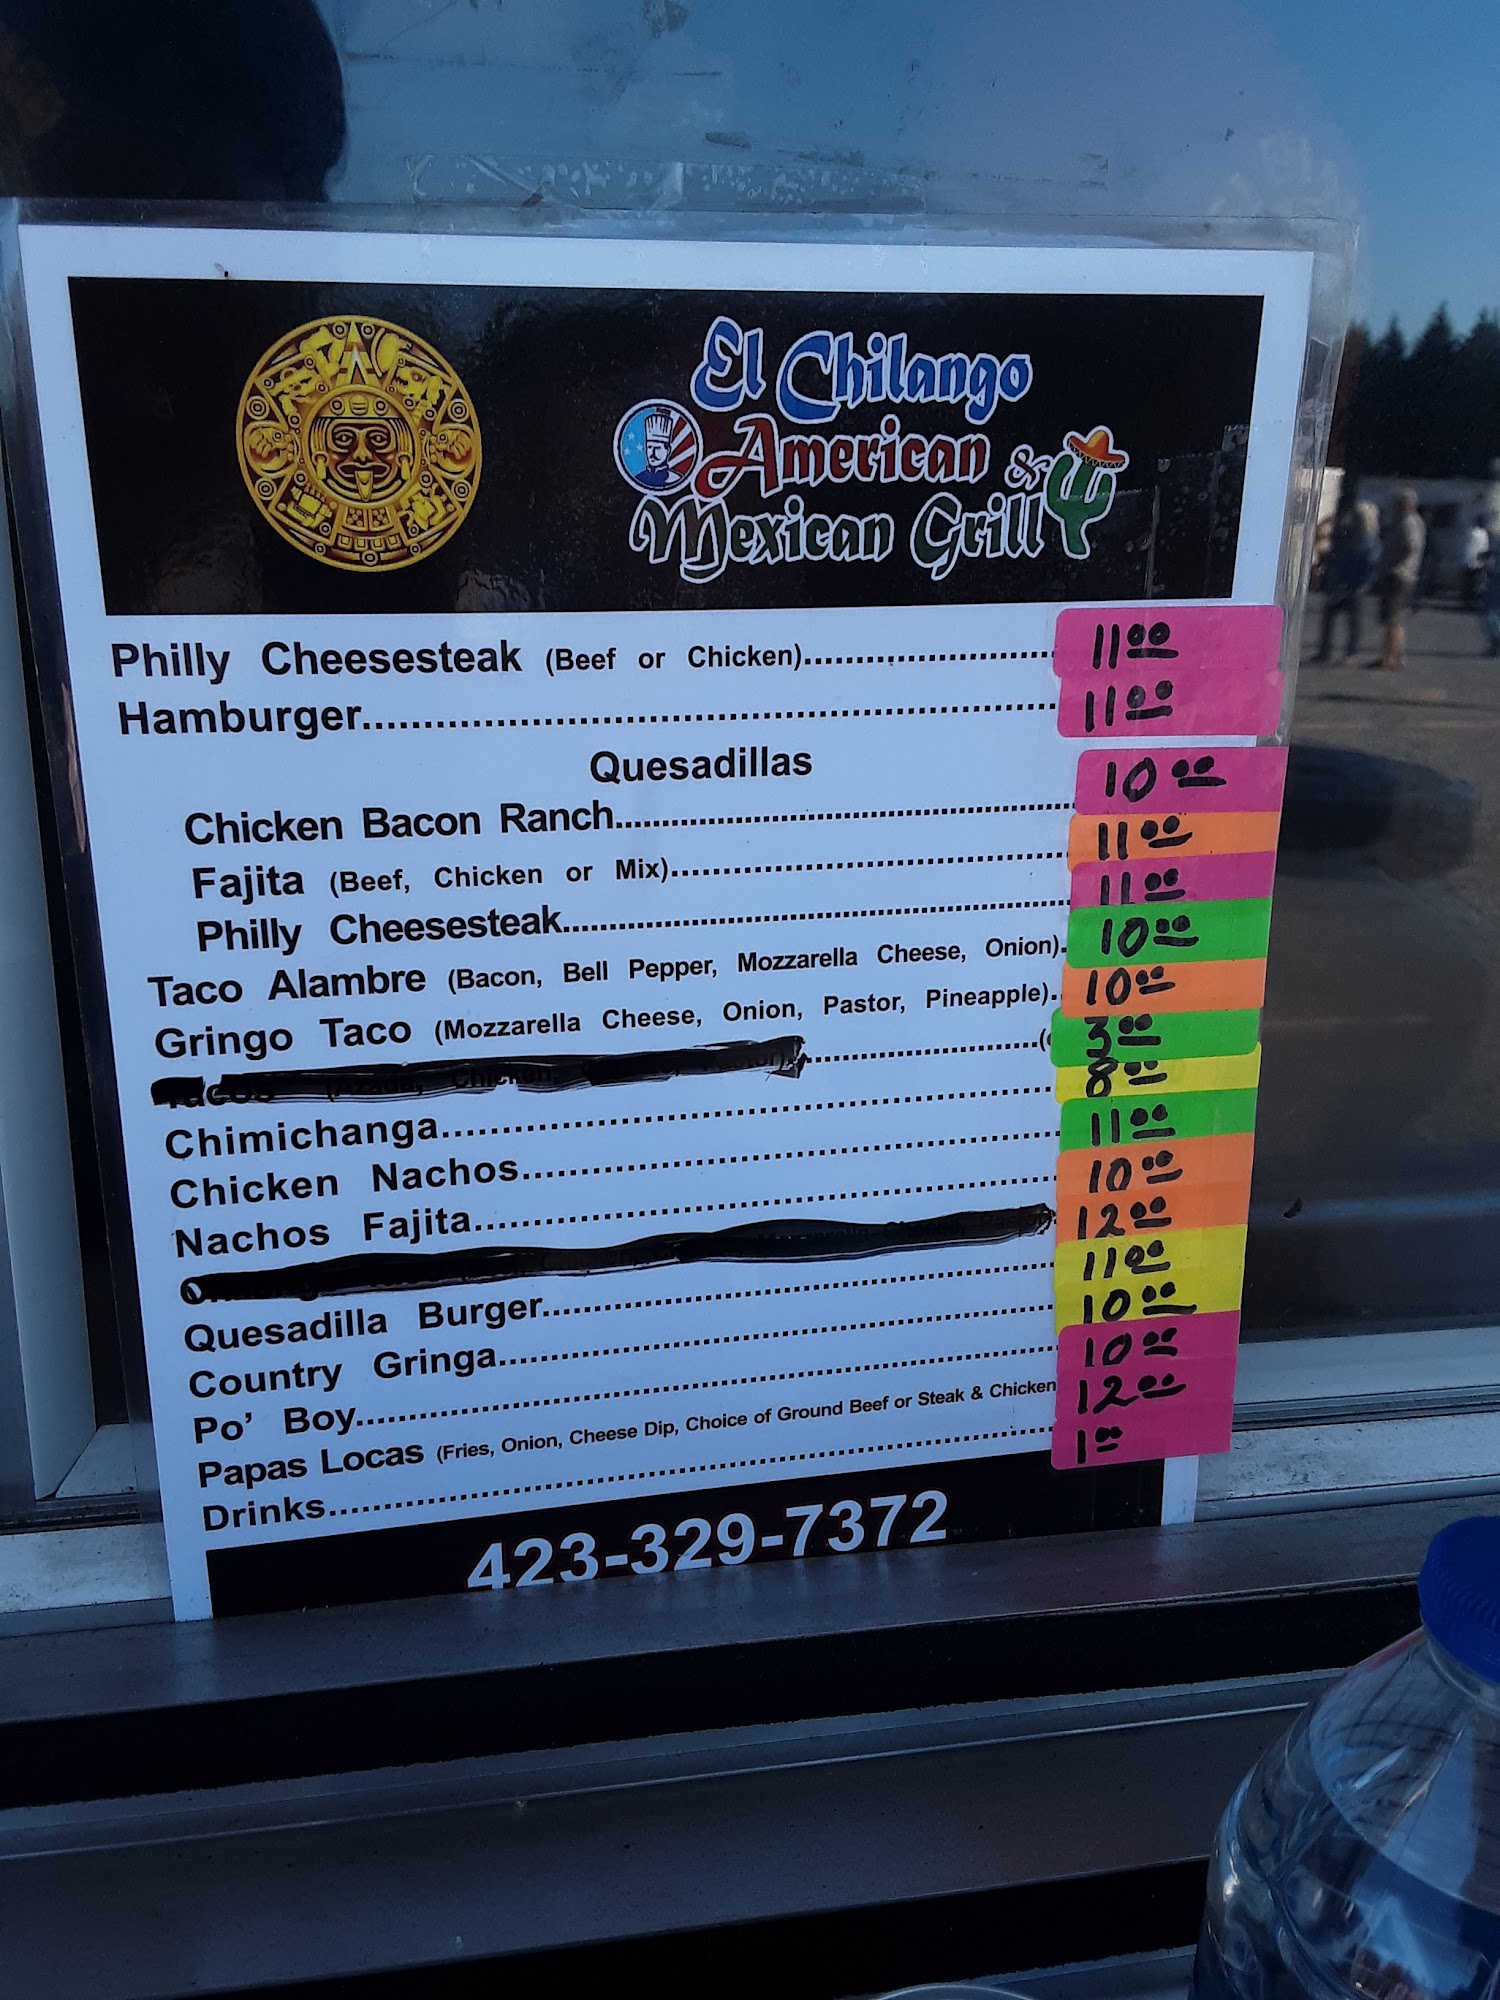 El Chilango
American &
Mexican Grill
Philly Cheesesteak (Beef or Chicken)........................ 11.00
Hamburger................................................ 11.00
Quesadillas
Chicken Bacon Ranch........................................ 10.00
Fajita (Beef, Chicken or Mix).................................... 11.00
Philly Cheesesteak.............................................. 11.00
Taco Alambre (Bacon, Bell Pepper, Mozzarella Cheese, Onion). 10.00
Gringo Taco (Mozzarella Cheese, Onion, Pastor, Pineapple).. 10.00
Tacos (Azada, Chicken, ........................( 3.00
Chimichanga................................................ 8.00
Chicken Nachos............................................ 11.00
Nachos Fajita................................................ 10.00
12.00
Quesadilla Burger.......................................... 11.00
Country Gringa.............................................. 10.00
Po' Boy...................................................... 10.00
Papas Locas (Fries, Onion, Cheese Dip, Choice of Ground Beef or Steak & Chicken 12.00
Drinks........................................................ 1.00
423-329-7372